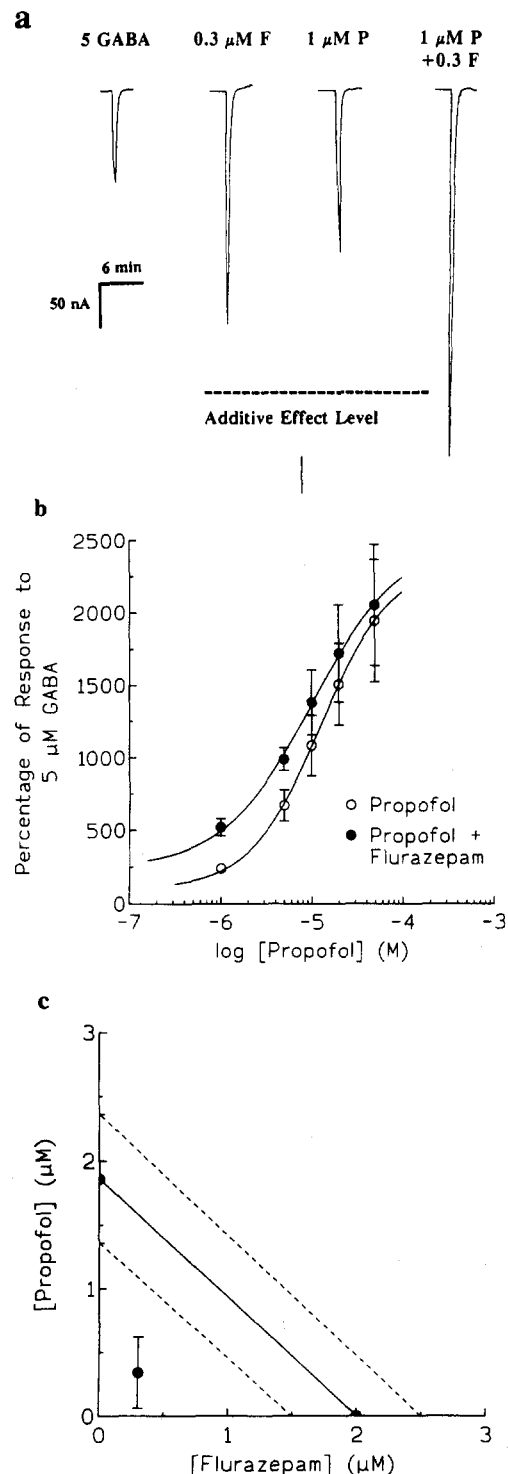 a
5 GABA 0.3 µM F 1 µM P 1 µM P
+0.3 F
6 min
50 nA
Additive Effect Level
b
Percentage of Response to
5 µM GABA
2500
2000
1500
1000
500
0
Propofol
Propofol +
Flurazepam
-7 -6 -5 -4 -3
log [Propofol] (M)
c
[Propofol] (µM)
3
2
1
0
0 1 2 3
[Flurazepam] (µM)